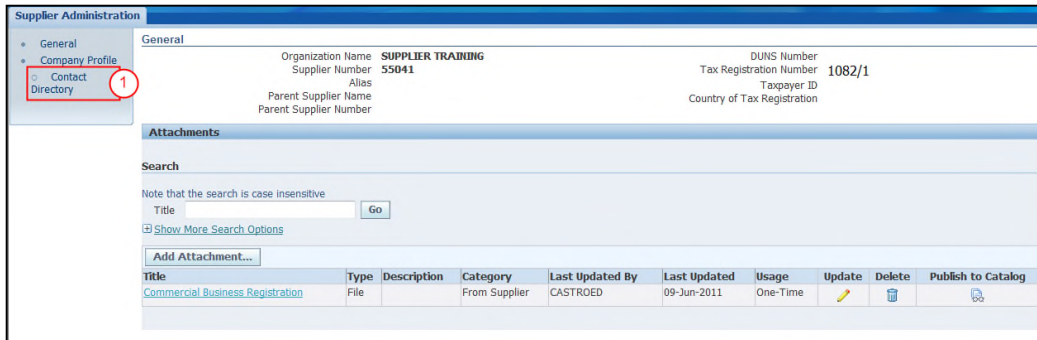 Supplier Administration
General
Company Profile
Contact
Directory
1
General
Organization Name SUPPLIER TRAINING
Supplier Number 55041
Alias
Parent Supplier Name
Parent Supplier Number
DUNS Number
Tax Registration Number 1082/1
Taxpayer ID
Country of Tax Registration
Attachments
Search
Note that the search is case insensitive
Title Go
Show More Search Options
Add Attachment...
Title Type Description Category Last Updated By Last Updated Usage Update Delete Publish to Catalog
Commercial Business Registration File From Supplier CASTROED 09-Jun-2011 One-Time